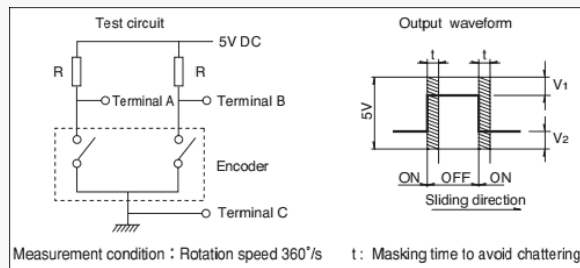 Test circuit
5V DC
R
R
Terminal A
Terminal B
Encoder
Terminal C
Output waveform
t
t
V1
5V
V2
ON OFF ON
Sliding direction
Measurement condition : Rotation speed 360°/s
t : Masking time to avoid chattering